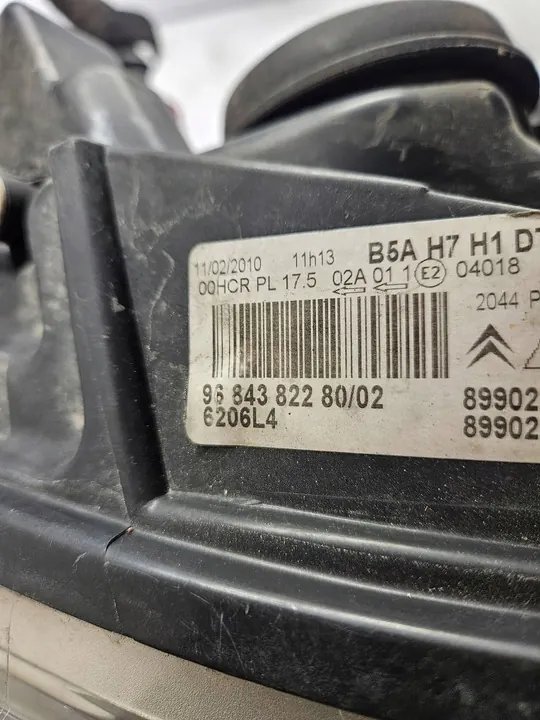 11/02/2010 11h13 B5A H7 H1 DT
00HCR PL 17.5 02A 01 1 E2 04018
2044 P
96 843 822 80/02 89902
6206L4 89902